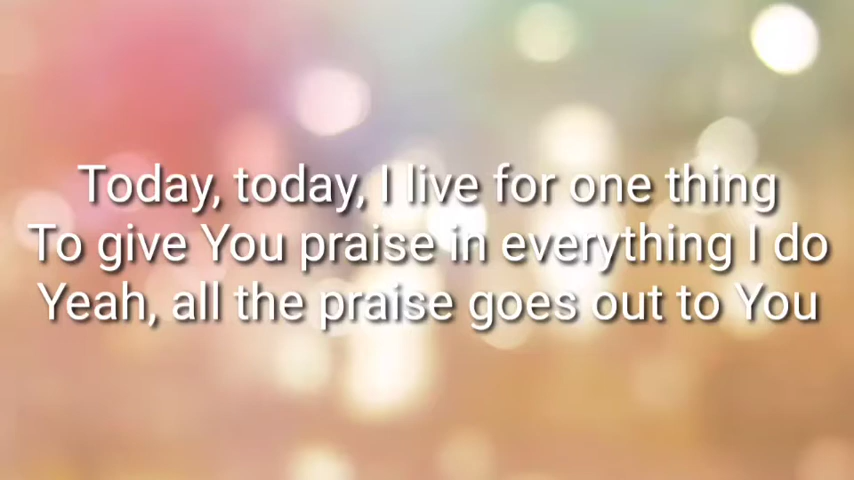 Today, today, I live for one thing
To give You praise in everything I do
Yeah, all the praise goes out to You